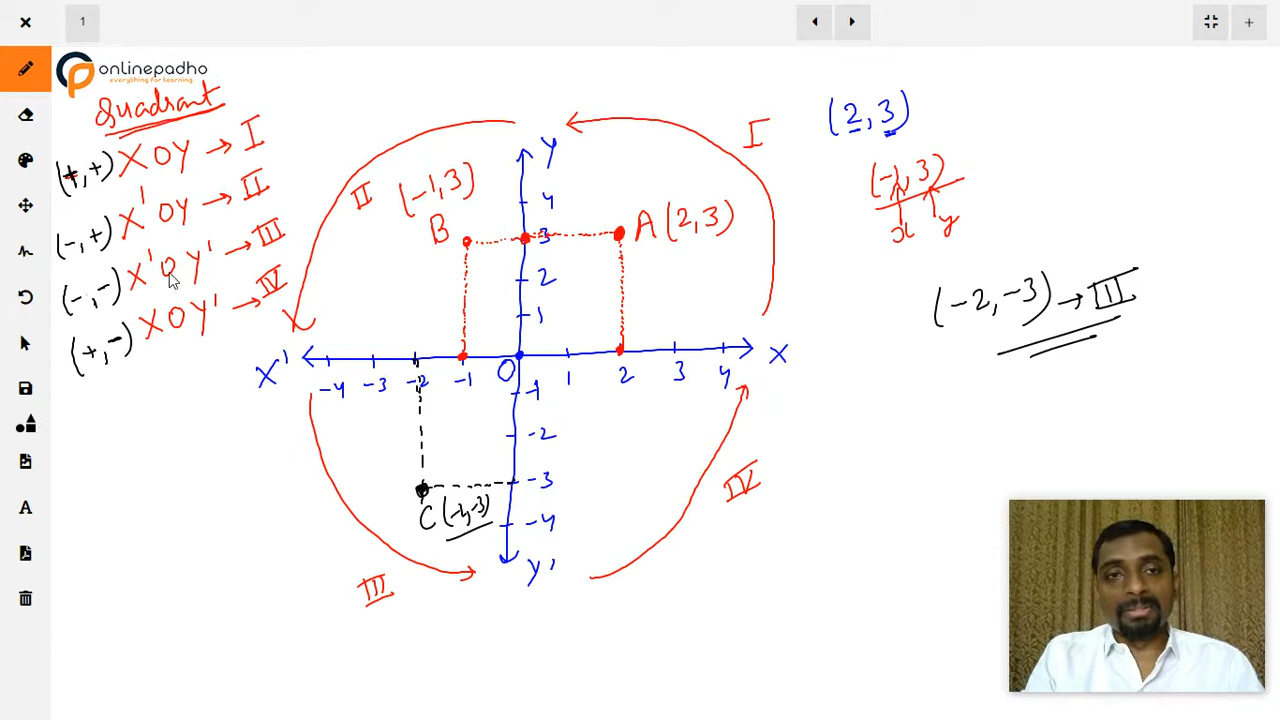 1
onlinepadho
everything for learning
Quadrant
(+,+) XOY → I
(-,+) X'OY → II
(-,-) X'OY' → III
(+,-) XOY' → IV
I
II
III
IV
Y
4
3
2
1
X'
-4 -3 -2 -1 O 1 2 3 4
X
-1
-2
-3
-4
Y'
(-1,3)
B
A(2,3)
C(-2,-3)
(2,3)
(-1,3)
x y
(-2,-3) → III